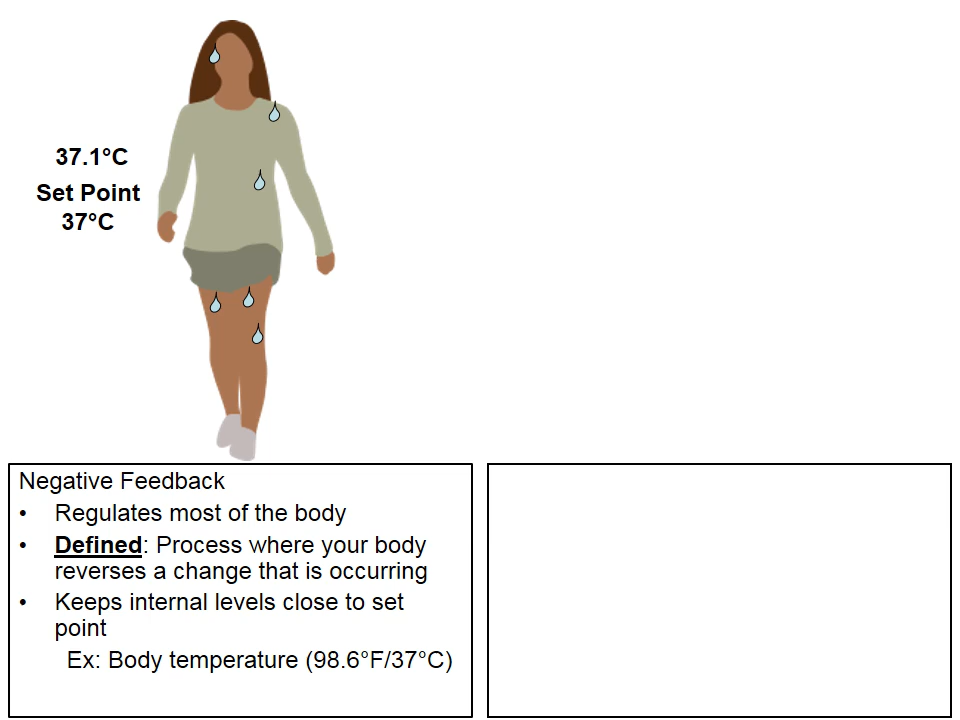 37.1°C
Set Point
37°C
Negative Feedback
• Regulates most of the body
• Defined: Process where your body
reverses a change that is occurring
• Keeps internal levels close to set
point
Ex: Body temperature (98.6°F/37°C)